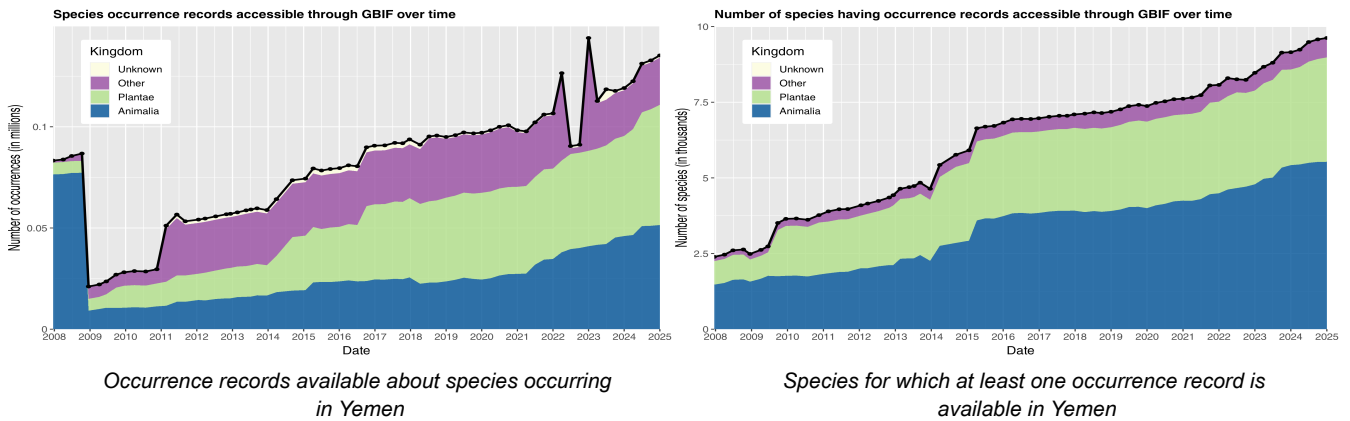 Species occurrence records accessible through GBIF over time
Number of occurrences (in millions)
0.1
0.05
0
Kingdom
Unknown
Other
Plantae
Animalia
2008 2009 2010 2011 2012 2013 2014 2015 2016 2017 2018 2019 2020 2021 2022 2023 2024 2025
Date
Occurrence records available about species occurring
in Yemen
Number of species having occurrence records accessible through GBIF over time
Number of species (in thousands)
10
7.5
5
2.5
0
Kingdom
Unknown
Other
Plantae
Animalia
2008 2009 2010 2011 2012 2013 2014 2015 2016 2017 2018 2019 2020 2021 2022 2023 2024 2025
Date
Species for which at least one occurrence record is
available in Yemen